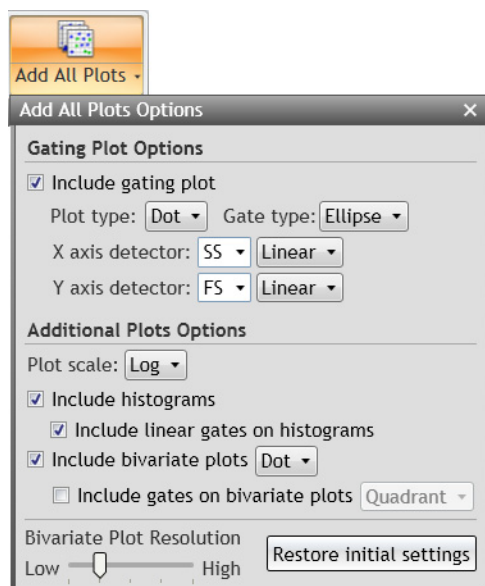 Add All Plots
Add All Plots Options
Gating Plot Options
Include gating plot
Plot type: Dot Gate type: Ellipse
X axis detector: SS Linear
Y axis detector: FS Linear
Additional Plots Options
Plot scale: Log
Include histograms
Include linear gates on histograms
Include bivariate plots Dot
Include gates on bivariate plots Quadrant
Bivariate Plot Resolution
Low High Restore initial settings